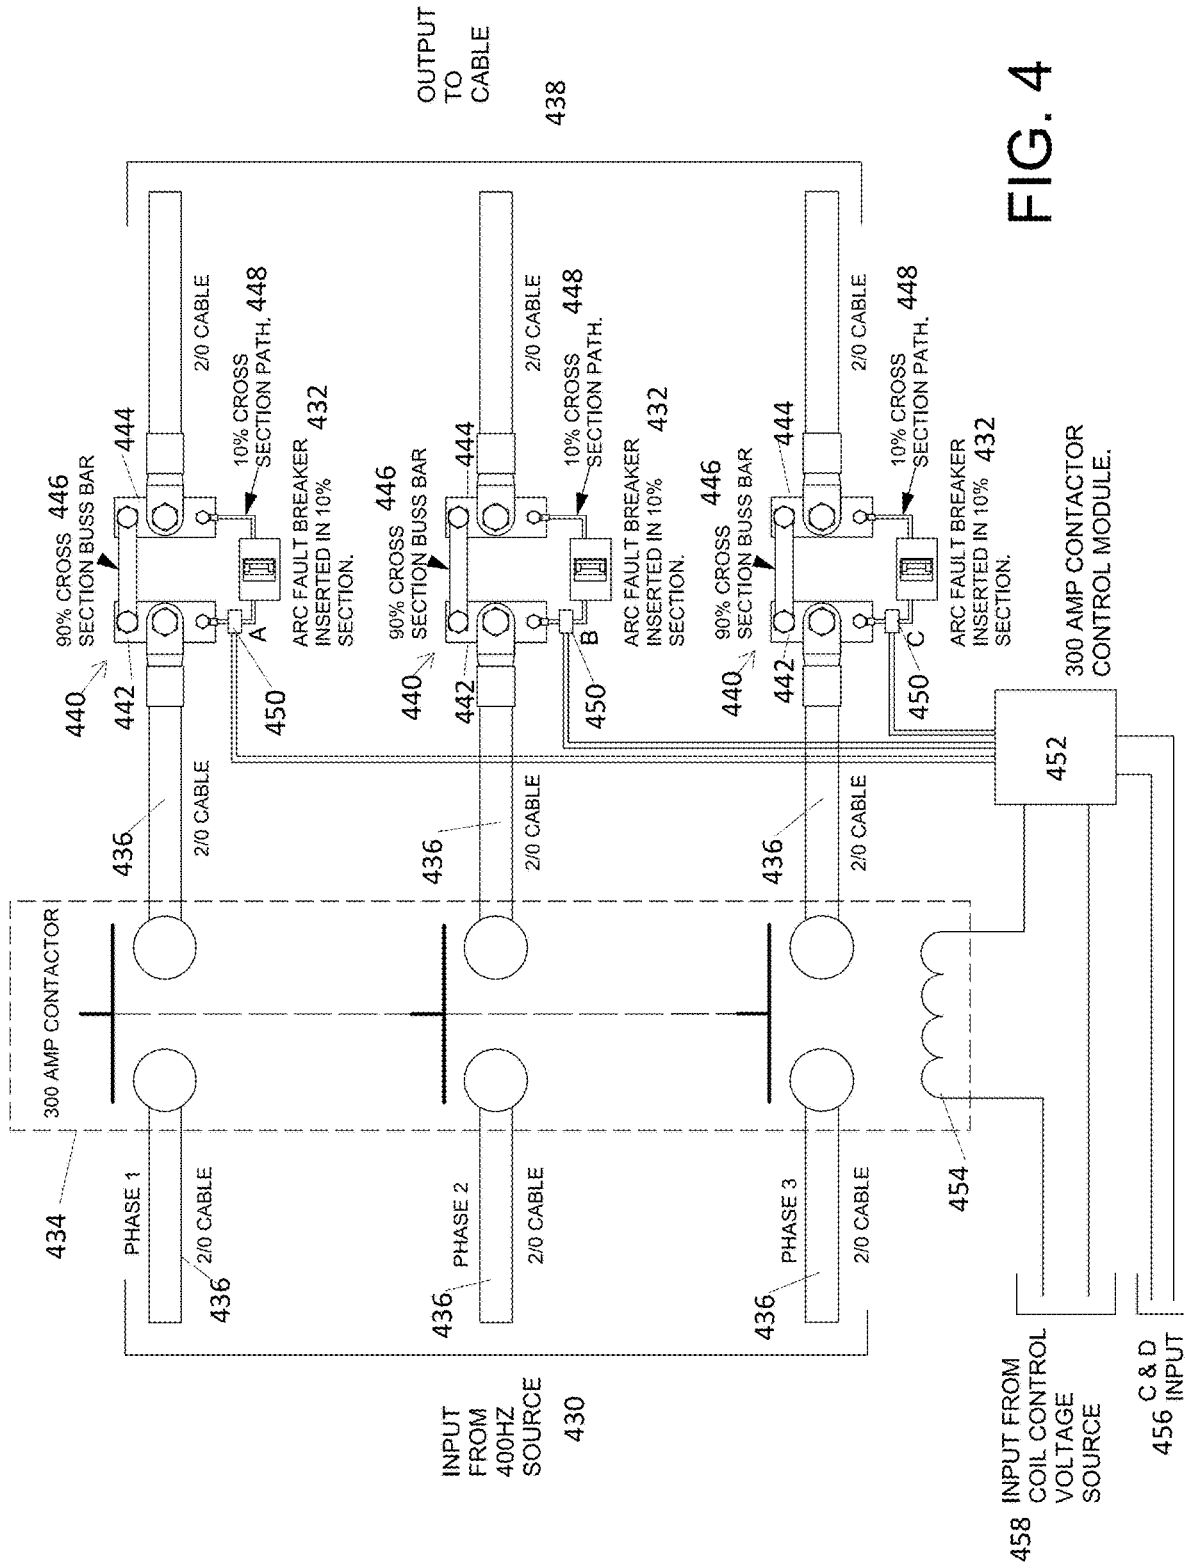 434
300 AMP CONTACTOR
PHASE 1
2/0 CABLE
436
436
2/0 CABLE
440
442
90% CROSS 446
SECTION BUSS BAR
444
450
A
10% CROSS
SECTION PATH. 448
ARC FAULT BREAKER
INSERTED IN 10%
SECTION.
432
2/0 CABLE
INPUT
FROM
400HZ
SOURCE
430
PHASE 2
2/0 CABLE
436
436
2/0 CABLE
440
442
90% CROSS 446
SECTION BUSS BAR
444
450
B
10% CROSS
SECTION PATH. 448
ARC FAULT BREAKER
INSERTED IN 10%
SECTION.
432
2/0 CABLE
OUTPUT
TO
CABLE
438
PHASE 3
2/0 CABLE
436
436
2/0 CABLE
440
442
90% CROSS 446
SECTION BUSS BAR
444
450
C
10% CROSS
SECTION PATH. 448
ARC FAULT BREAKER
INSERTED IN 10% 432
SECTION.
2/0 CABLE
454
452
300 AMP CONTACTOR
CONTROL MODULE.
458 INPUT FROM
COIL CONTROL
VOLTAGE
SOURCE
456 C & D
INPUT
FIG. 4